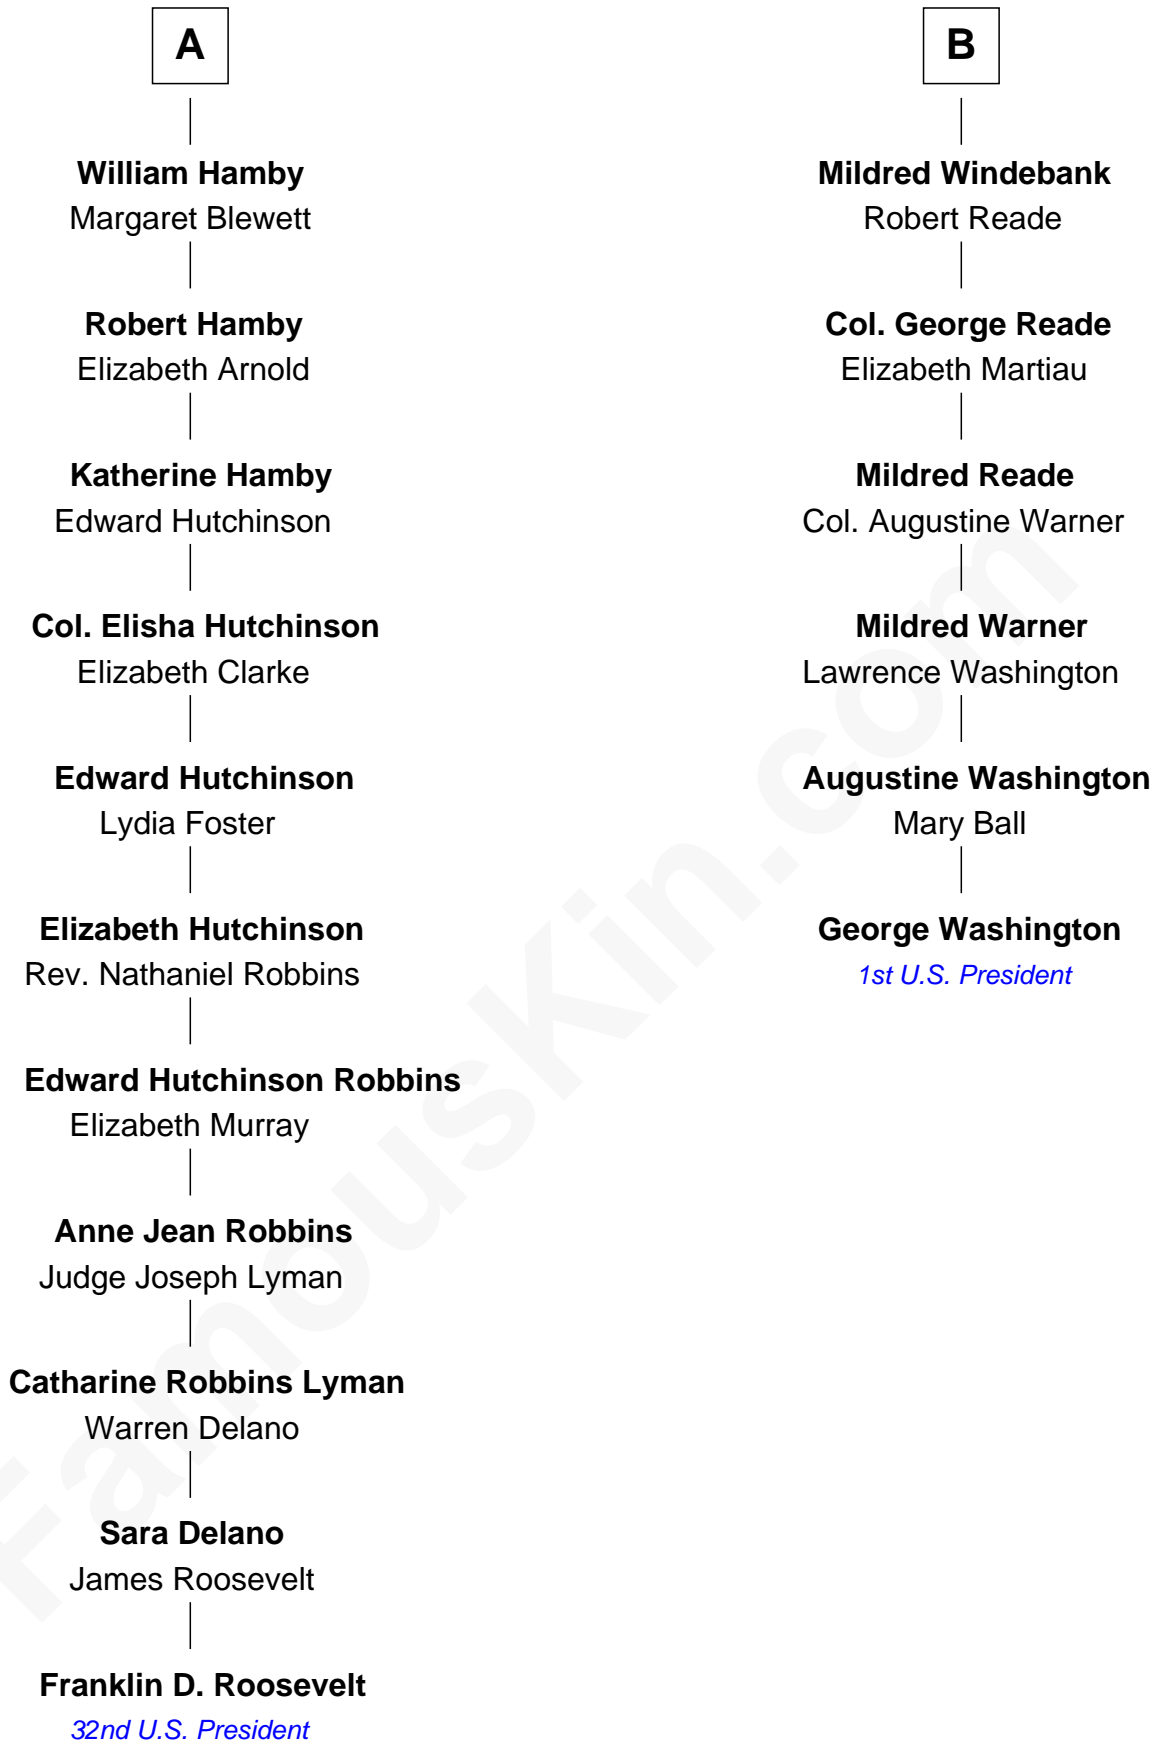 A
William Hamby
Margaret Blewett
Robert Hamby
Elizabeth Arnold
Katherine Hamby
Edward Hutchinson
Col. Elisha Hutchinson
Elizabeth Clarke
Edward Hutchinson
Lydia Foster
Elizabeth Hutchinson
Rev. Nathaniel Robbins
Edward Hutchinson Robbins
Elizabeth Murray
Anne Jean Robbins
Judge Joseph Lyman
Catharine Robbins Lyman
Warren Delano
Sara Delano
James Roosevelt
Franklin D. Roosevelt
32nd U.S. President
B
Mildred Windebank
Robert Reade
Col. George Reade
Elizabeth Martiau
Mildred Reade
Col. Augustine Warner
Mildred Warner
Lawrence Washington
Augustine Washington
Mary Ball
George Washington
1st U.S. President
FamousKin.com